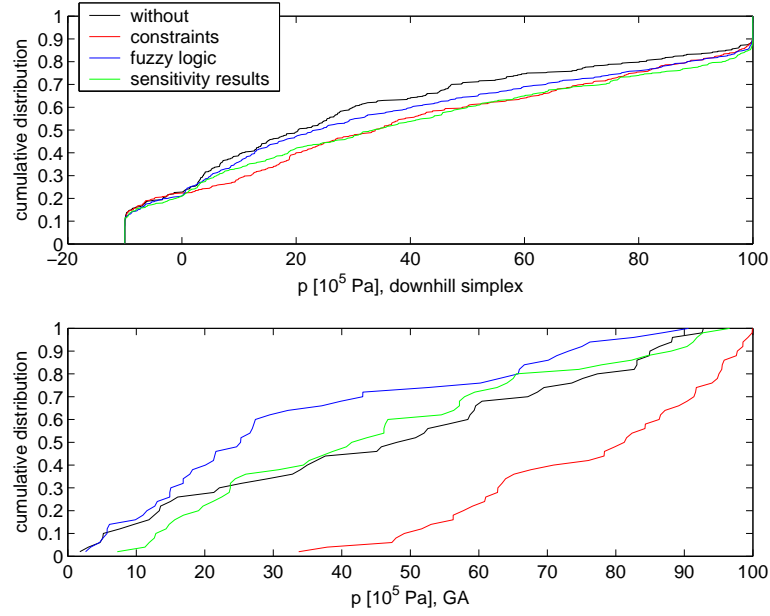 without
constraints
fuzzy logic
sensitivity results
cumulative distribution
1
0.9
0.8
0.7
0.6
0.5
0.4
0.3
0.2
0.1
0
−20 0 20 40 60 80 100
p [10^5 Pa], downhill simplex
cumulative distribution
1
0.9
0.8
0.7
0.6
0.5
0.4
0.3
0.2
0.1
0
0 10 20 30 40 50 60 70 80 90 100
p [10^5 Pa], GA